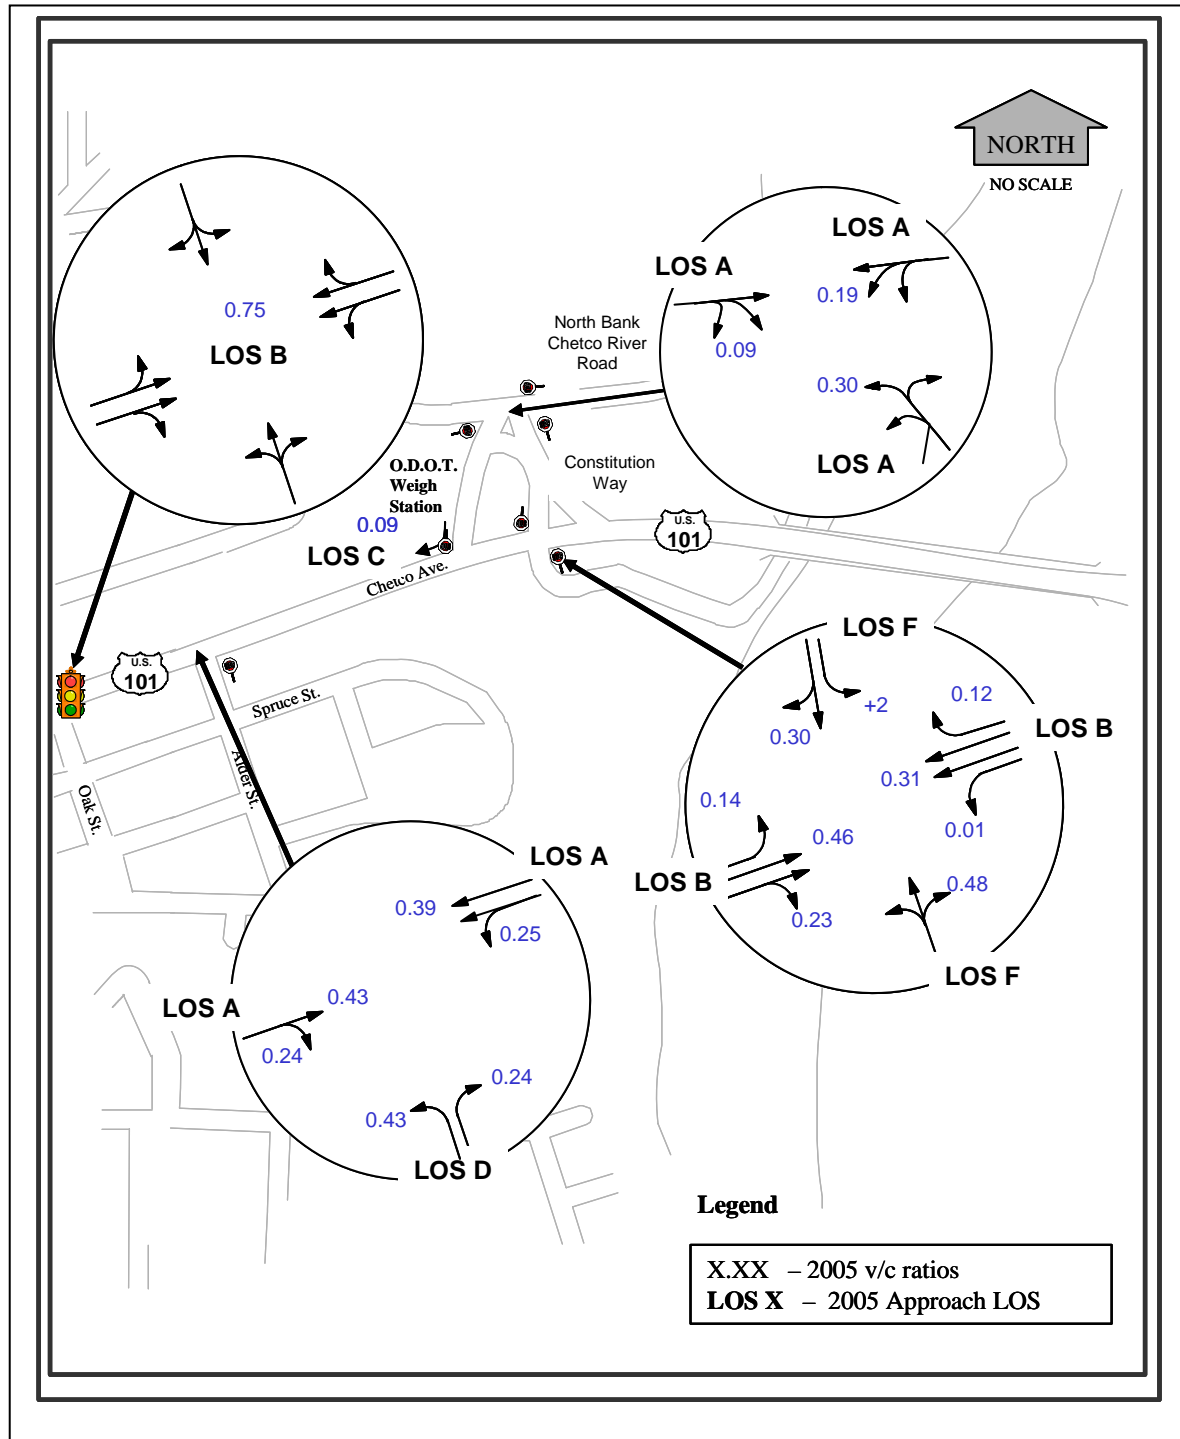 NORTH
NO SCALE
LOS A
LOS A
0.19
0.09
0.30
LOS A
0.75
LOS B
North Bank
Chetco River
Road
Constitution
Way
O.D.O.T.
Weigh
Station
0.09
LOS C
Chetco Ave.
U.S.
101
U.S.
101
Spruce St.
Alder St.
Oak St.
LOS F
+2
0.30
0.12
LOS B
0.31
0.14
0.01
0.46
LOS B
0.48
0.23
LOS F
LOS A
0.39
0.25
LOS A
0.43
0.24
0.24
0.43
LOS D
Legend
X.XX – 2005 v/c ratios
LOS X – 2005 Approach LOS